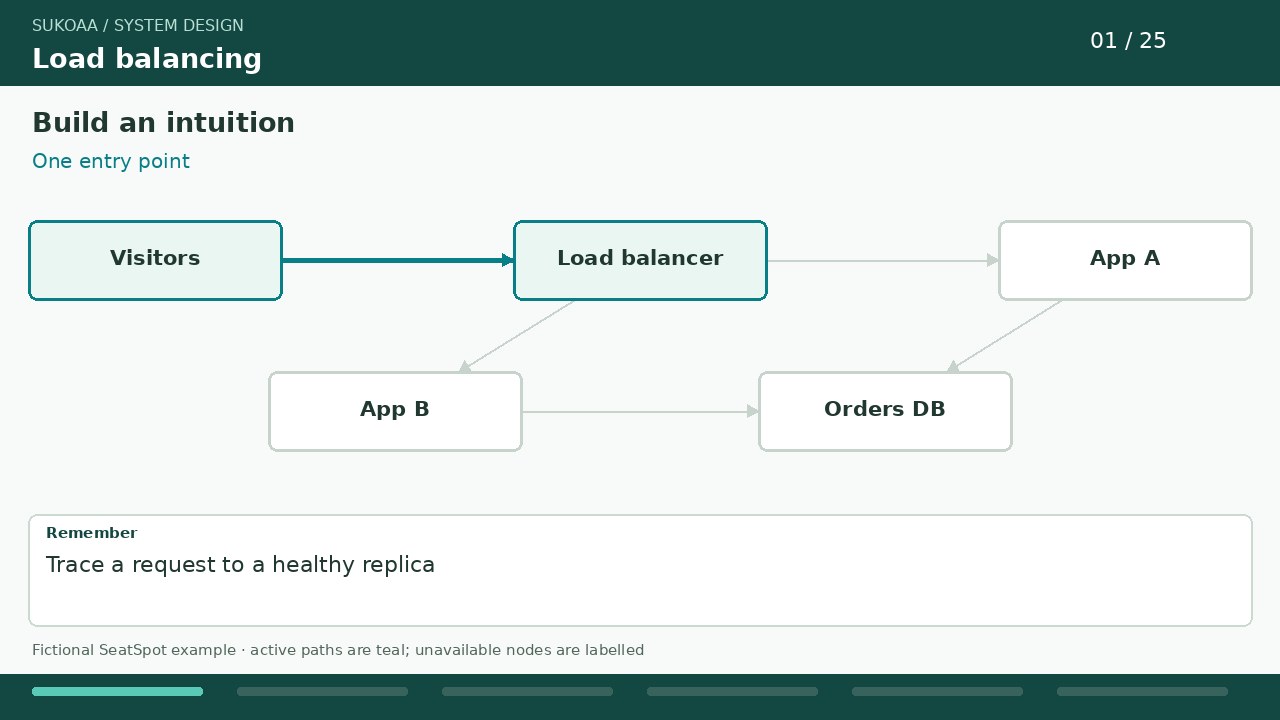 SUKOAA / SYSTEM DESIGN
Load balancing
01 / 25
Build an intuition
One entry point
Visitors
Load balancer
App A
App B
Orders DB
Remember
Trace a request to a healthy replica
Fictional SeatSpot example · active paths are teal; unavailable nodes are labelled